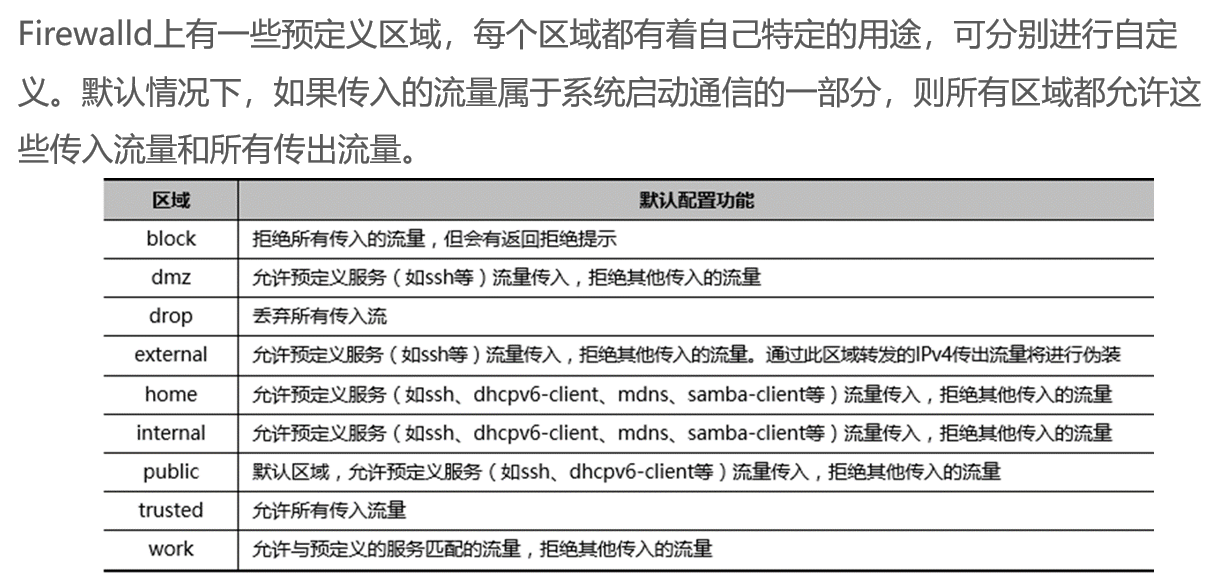 Firewalld上有一些预定义区域，每个区域都有着自己特定的用途，可分别进行自定
义。默认情况下，如果传入的流量属于系统启动通信的一部分，则所有区域都允许这
些传入流量和所有传出流量。
区域 默认配置功能
block 拒绝所有传入的流量，但会有返回拒绝提示
dmz 允许预定义服务（如ssh等）流量传入，拒绝其他传入的流量
drop 丢弃所有传入流
external 允许预定义服务（如ssh等）流量传入，拒绝其他传入的流量。通过此区域转发的IPv4传出流量将进行伪装
home 允许预定义服务（如ssh、dhcpv6-client、mdns、samba-client等）流量传入，拒绝其他传入的流量
internal 允许预定义服务（如ssh、dhcpv6-client、mdns、samba-client等）流量传入，拒绝其他传入的流量
public 默认区域，允许预定义服务（如ssh、dhcpv6-client等）流量传入，拒绝其他传入的流量
trusted 允许所有传入流量
work 允许与预定义的服务匹配的流量，拒绝其他传入的流量